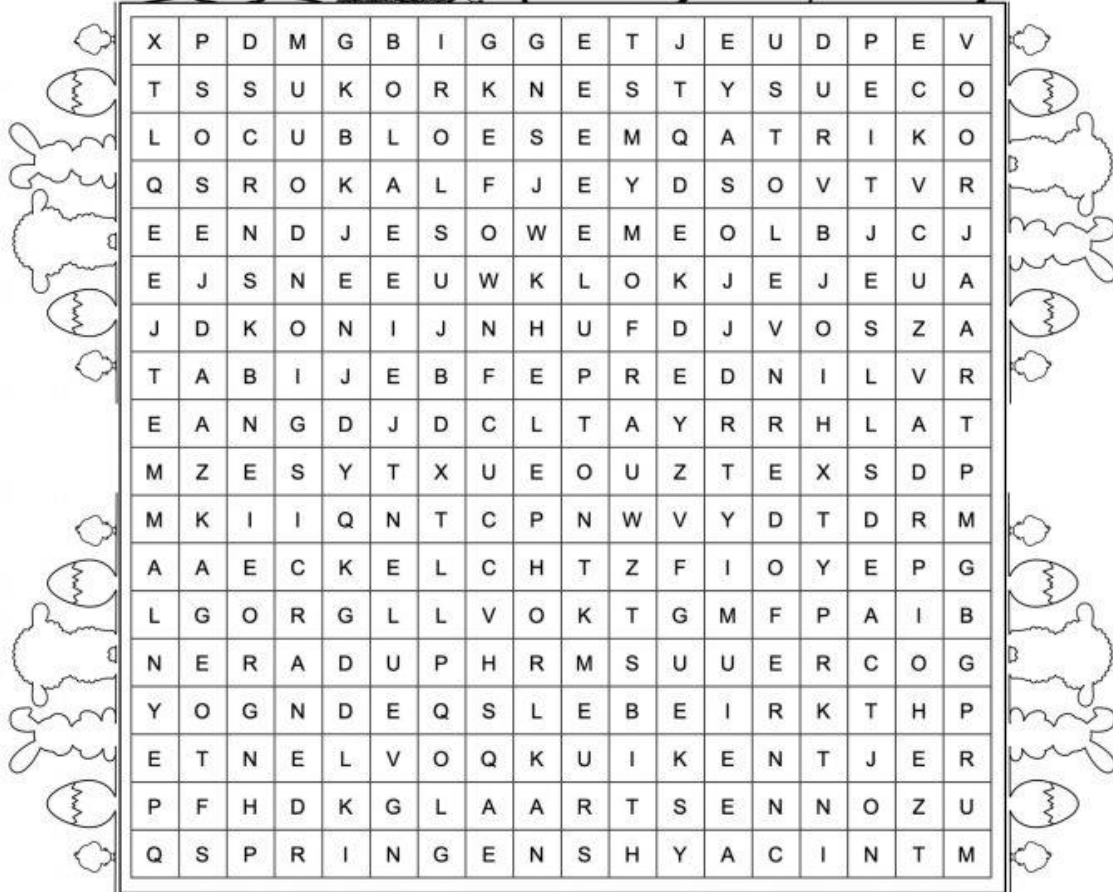 X P D M G B I G G E T J E U D P E V
T S S U K O R K N E S T Y S U E C O
L O C U B L O E S E M Q A T R I K O
Q S R O K A L F J E Y D S O V T V R
E E N D J E S O W E M E O L B J C J
E J S N E E U W K L O K J E J E U A
J D K O N I J N H U F D J V O S Z A
T A B I J E B F E P R E D N I L V R
E A N G D J D C L T A Y R R H L A T
M Z E S Y T X U E O U Z T E X S D P
M K I I Q N T C P N W V Y D T D R M
A A E C K E L C H T Z F I O Y E P G
L G O R G L L V O K T G M F P A I B
N E R A D U P H R M S U U E R C O G
Y O G N D E Q S L E B E I R K T H P
E T N E L V O Q K U I K E N T J E R
P F H D K G L A A R T S E N N O Z U
Q S P R I N G E N S H Y A C I N T M